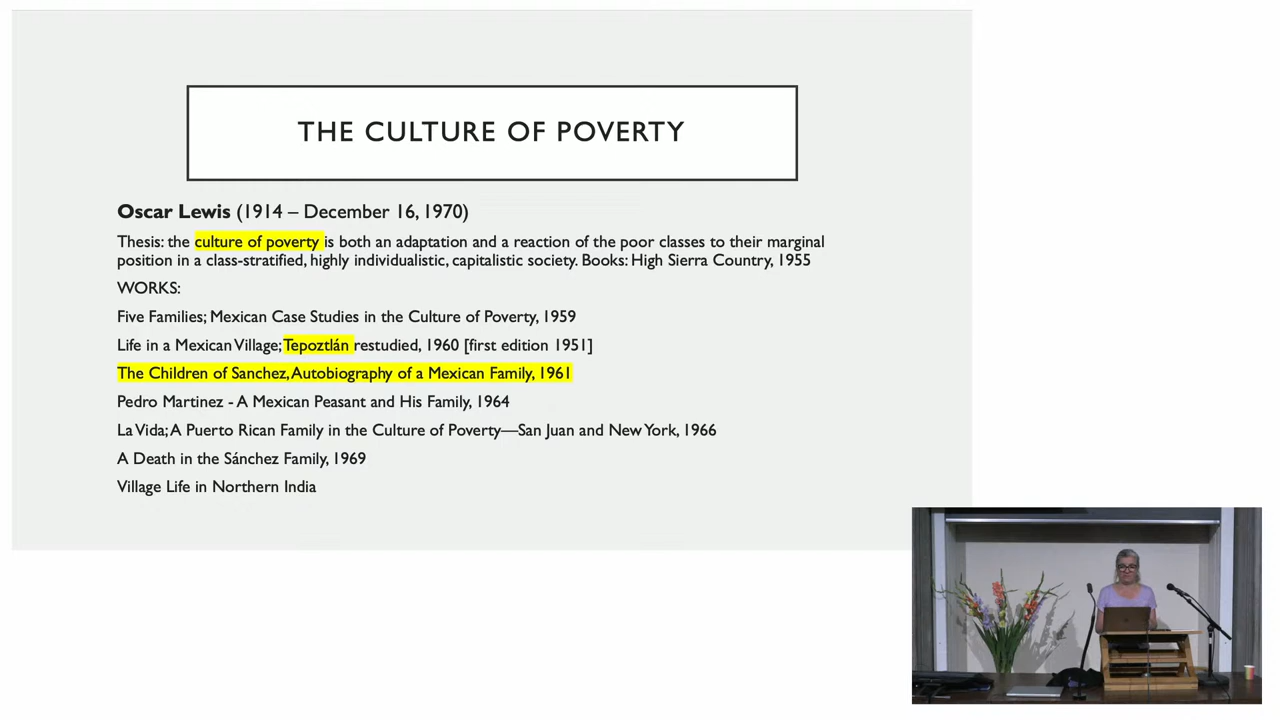 THE CULTURE OF POVERTY
Oscar Lewis (1914 – December 16, 1970)
Thesis: the culture of poverty is both an adaptation and a reaction of the poor classes to their marginal
position in a class-stratified, highly individualistic, capitalistic society. Books: High Sierra Country, 1955
WORKS:
Five Families; Mexican Case Studies in the Culture of Poverty, 1959
Life in a Mexican Village; Tepoztlán restudied, 1960 [first edition 1951]
The Children of Sanchez, Autobiography of a Mexican Family, 1961
Pedro Martinez - A Mexican Peasant and His Family, 1964
La Vida; A Puerto Rican Family in the Culture of Poverty—San Juan and New York, 1966
A Death in the Sánchez Family, 1969
Village Life in Northern India